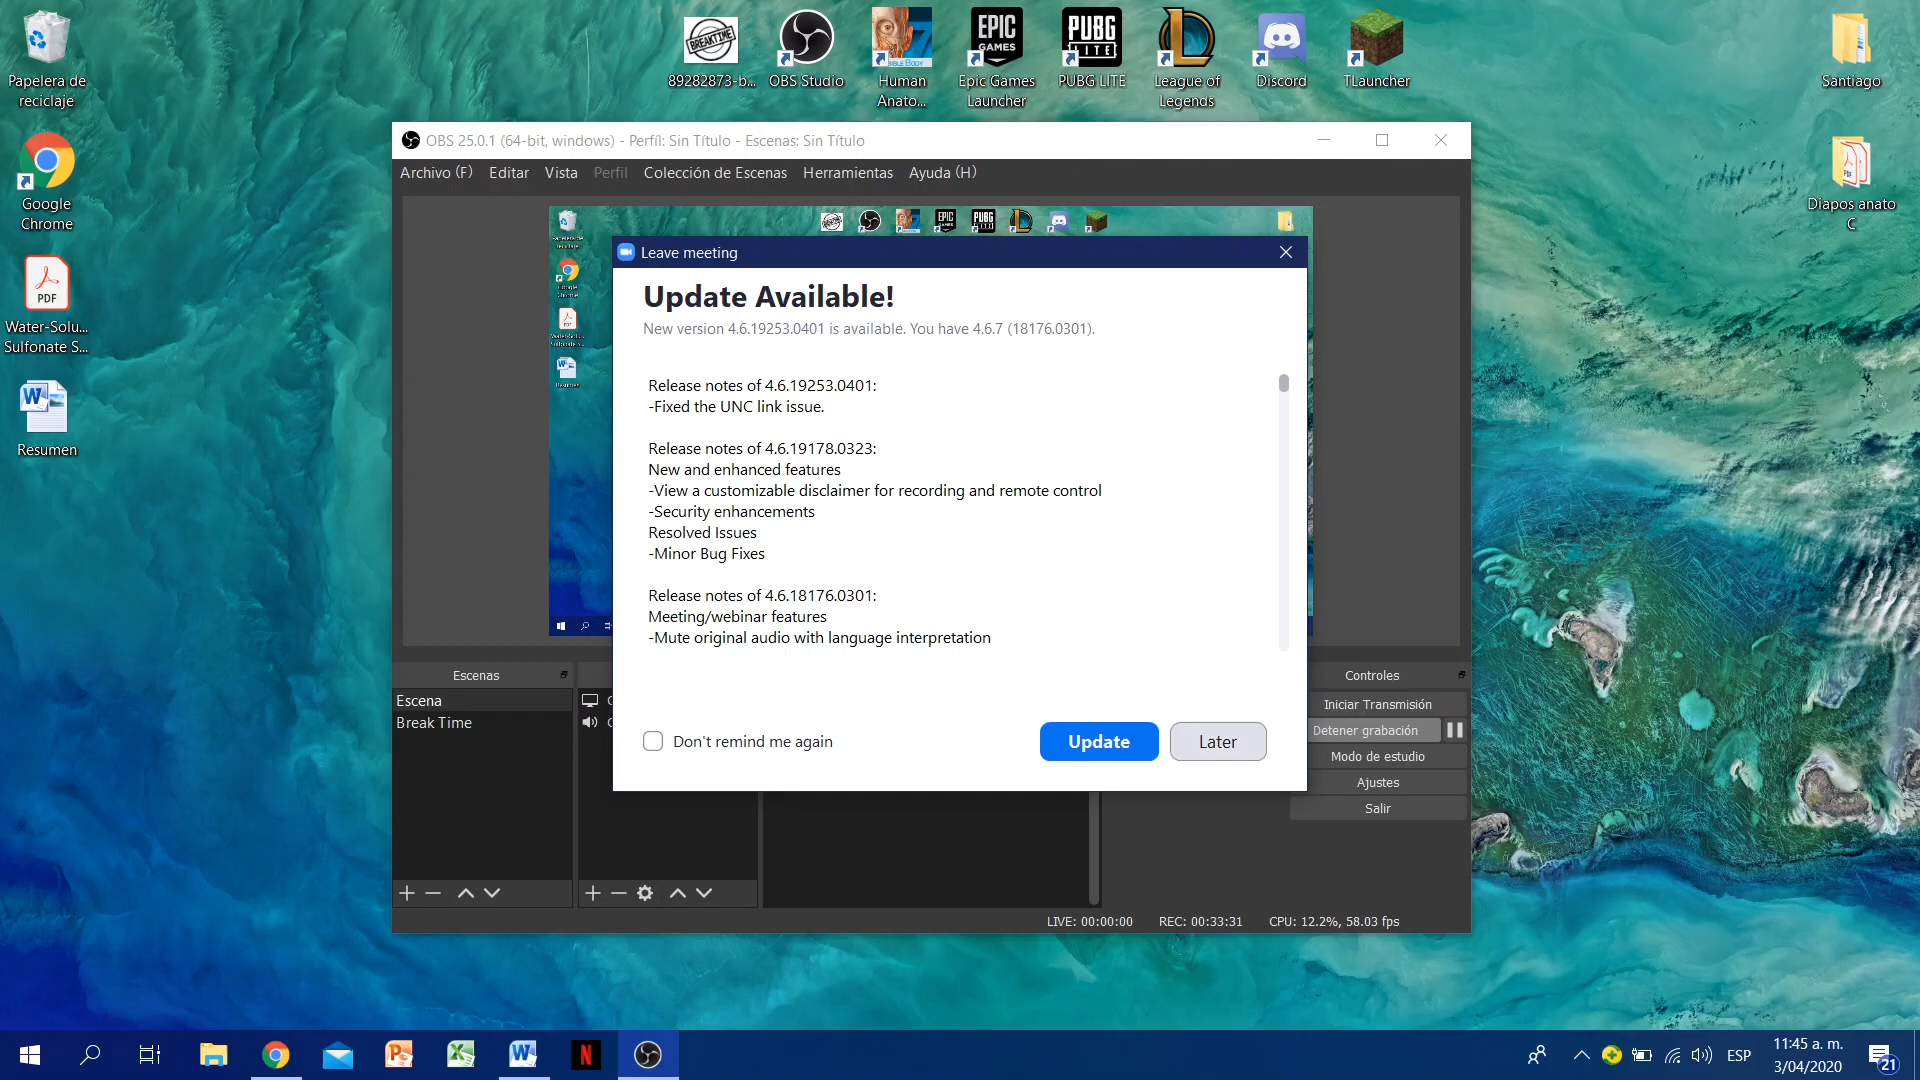 Papelera de
reciclaje
Google
Chrome
PDF
Water-Solu...
Sulfonate S...
Resumen
BREAKTIME
89282873-b...
OBS Studio
Human
Anato...
EPIC
GAMES
Epic Games
Launcher
PUBG
LITE
PUBG LITE
League of
Legends
Discord
TLauncher
Santiago
Diapos anato
C
OBS 25.0.1 (64-bit, windows) - Perfíl: Sin Título - Escenas: Sin Título
Archivo (F) Editar Vista Perfil Colección de Escenas Herramientas Ayuda (H)
Leave meeting
Update Available!
New version 4.6.19253.0401 is available. You have 4.6.7 (18176.0301).
Release notes of 4.6.19253.0401:
-Fixed the UNC link issue.
Release notes of 4.6.19178.0323:
New and enhanced features
-View a customizable disclaimer for recording and remote control
-Security enhancements
Resolved Issues
-Minor Bug Fixes
Release notes of 4.6.18176.0301:
Meeting/webinar features
-Mute original audio with language interpretation
Don't remind me again
Update
Later
Escenas
Escena
Break Time
Controles
Iniciar Transmisión
Detener grabación
Modo de estudio
Ajustes
Salir
LIVE: 00:00:00 REC: 00:33:31 CPU: 12.2%, 58.03 fps
ESP
11:45 a. m.
3/04/2020
21